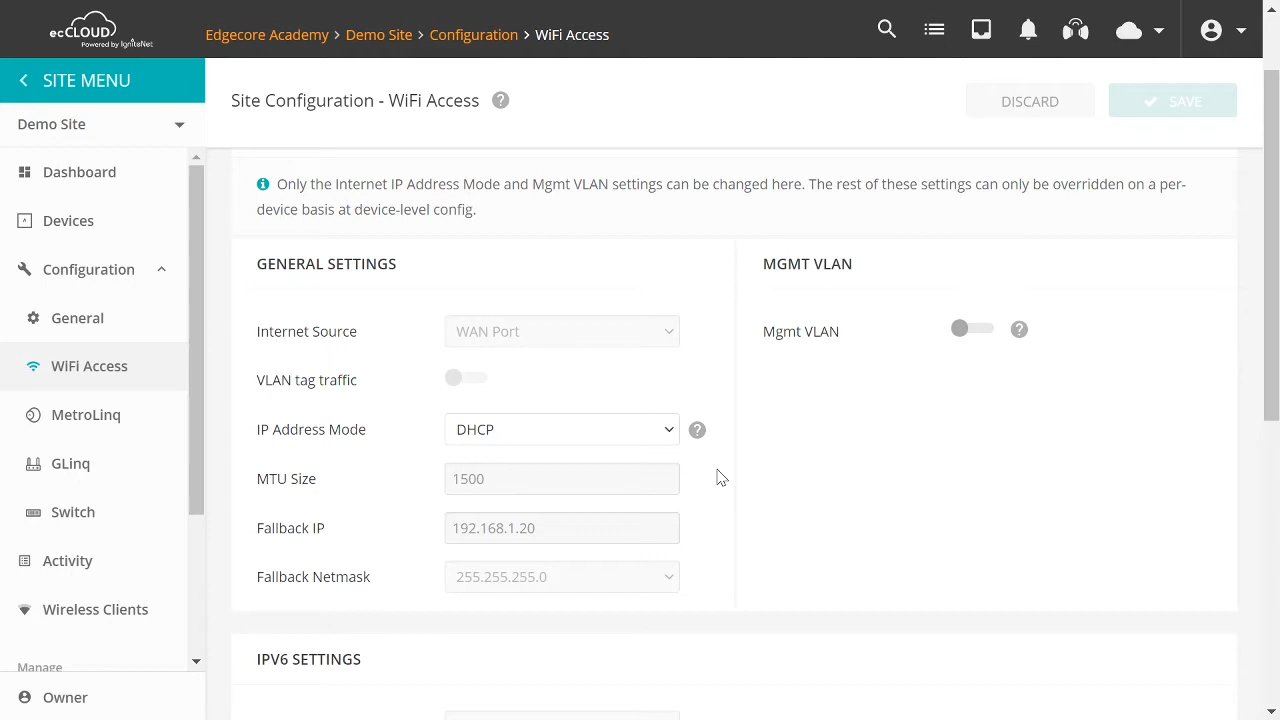 ecCLOUD
Powered by IgniteNet
Edgecore Academy > Demo Site > Configuration > WiFi Access
SITE MENU
Demo Site
Dashboard
Devices
Configuration
General
WiFi Access
MetroLinq
GLinq
Switch
Activity
Wireless Clients
Manage
Owner
Site Configuration - WiFi Access
DISCARD
SAVE
Only the Internet IP Address Mode and Mgmt VLAN settings can be changed here. The rest of these settings can only be overridden on a per-
device basis at device-level config.
GENERAL SETTINGS
Internet Source WAN Port
VLAN tag traffic
IP Address Mode DHCP
MTU Size 1500
Fallback IP 192.168.1.20
Fallback Netmask 255.255.255.0
MGMT VLAN
Mgmt VLAN
IPV6 SETTINGS